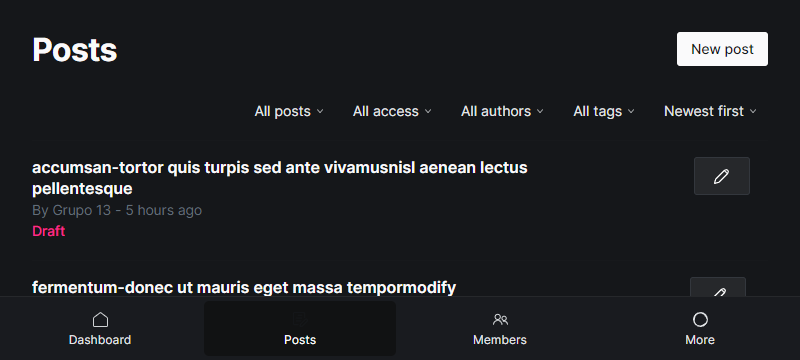 Posts
New post
All posts
All access
All authors
All tags
Newest first
accumsan-tortor quis turpis sed ante vivamusnisl aenean lectus
pellentesque
By Grupo 13 - 5 hours ago
Draft
fermentum-donec ut mauris eget massa tempormodify
Dashboard
Posts
Members
More